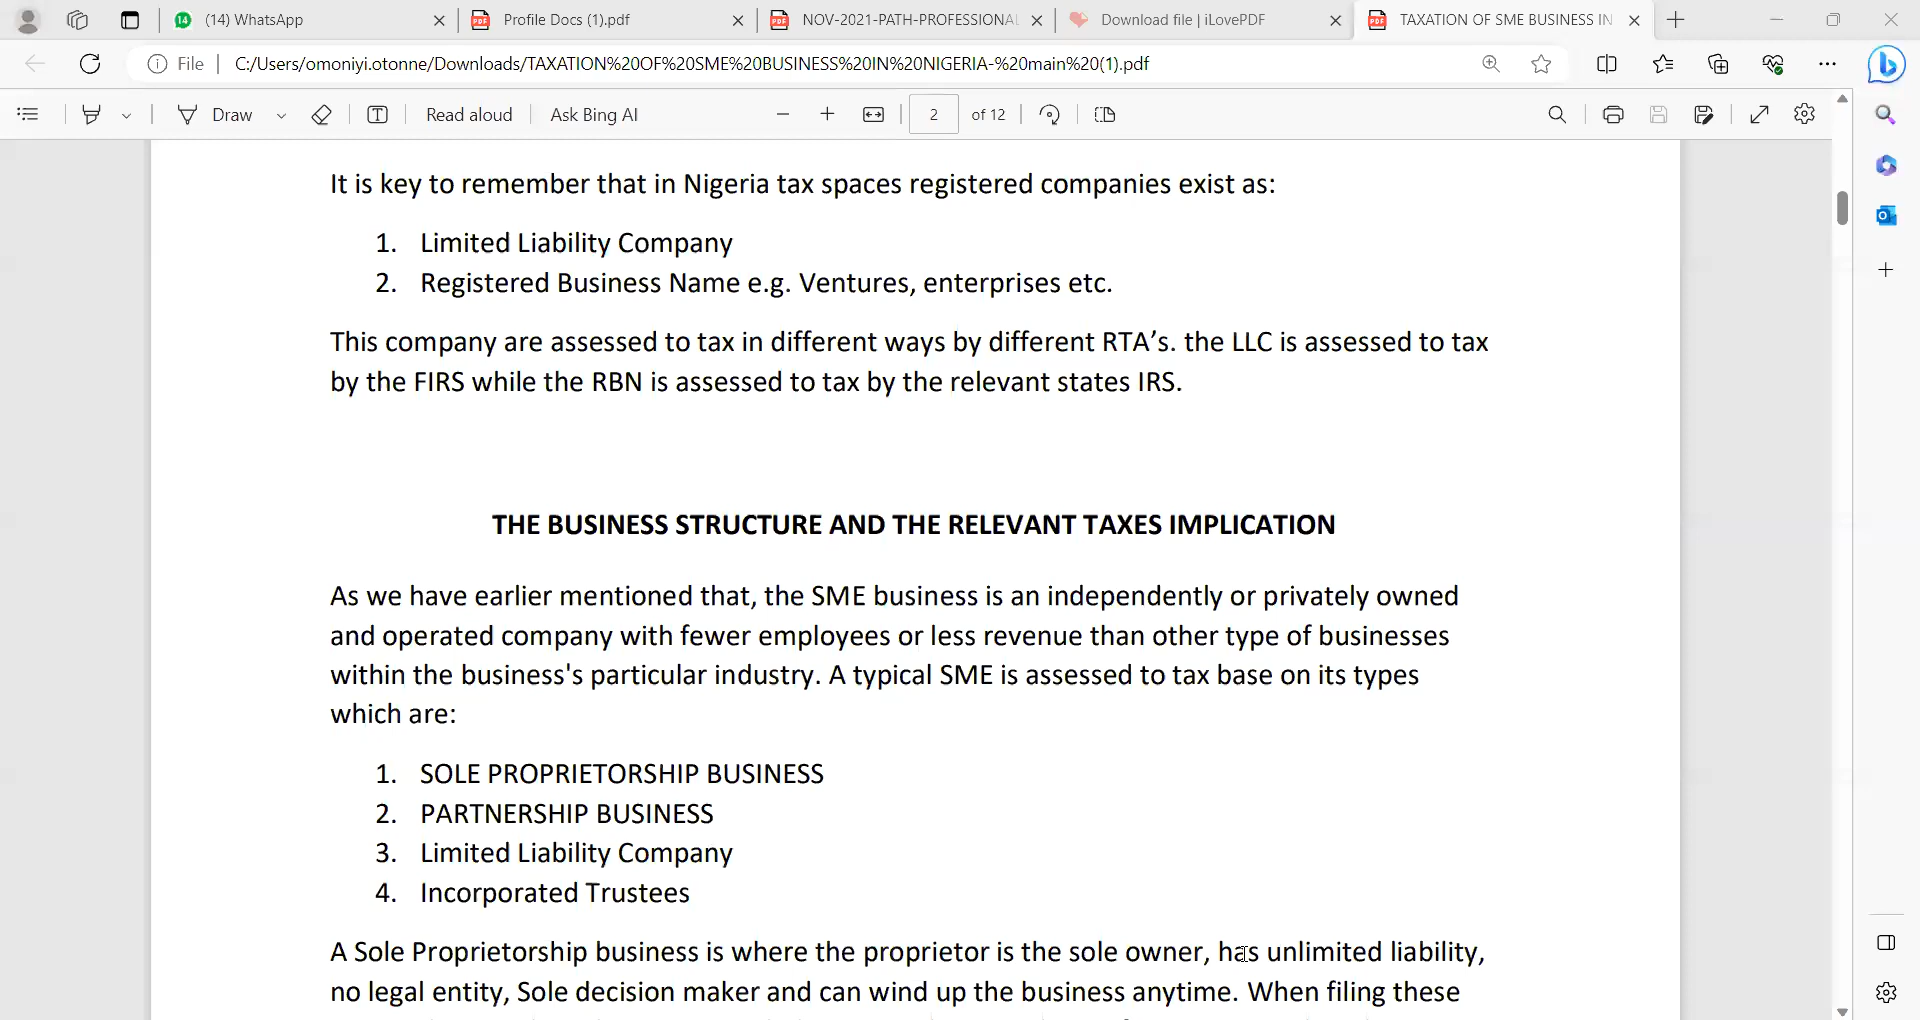 14 (14) WhatsApp
Profile Docs (1).pdf
NOV-2021-PATH-PROFESSIONAL
Download file | iLovePDF
TAXATION OF SME BUSINESS IN
File C:/Users/omoniyi.otonne/Downloads/TAXATION%20OF%20SME%20BUSINESS%20IN%20NIGERIA-%20main%20(1).pdf
Draw Read aloud Ask Bing AI 2 of 12
It is key to remember that in Nigeria tax spaces registered companies exist as:
1. Limited Liability Company
2. Registered Business Name e.g. Ventures, enterprises etc.
This company are assessed to tax in different ways by different RTA’s. the LLC is assessed to tax
by the FIRS while the RBN is assessed to tax by the relevant states IRS.
THE BUSINESS STRUCTURE AND THE RELEVANT TAXES IMPLICATION
As we have earlier mentioned that, the SME business is an independently or privately owned
and operated company with fewer employees or less revenue than other type of businesses
within the business's particular industry. A typical SME is assessed to tax base on its types
which are:
1. SOLE PROPRIETORSHIP BUSINESS
2. PARTNERSHIP BUSINESS
3. Limited Liability Company
4. Incorporated Trustees
A Sole Proprietorship business is where the proprietor is the sole owner, has unlimited liability,
no legal entity, Sole decision maker and can wind up the business anytime. When filing these